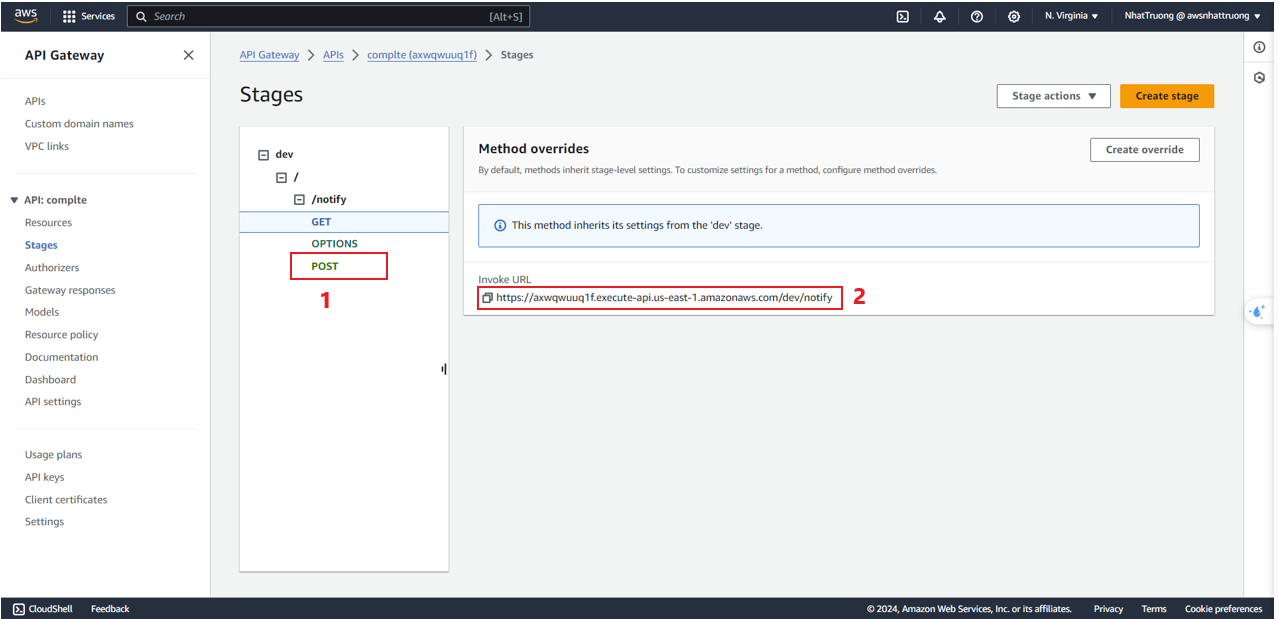 aws
Services
Search
[Alt+S]
N. Virginia
NhatTruong @ awsnhattruong
API Gateway
APIs
Custom domain names
VPC links
API: complte
Resources
Stages
Authorizers
Gateway responses
Models
Resource policy
Documentation
Dashboard
API settings
Usage plans
API keys
Client certificates
Settings
API Gateway > APIs > complte (axwqwuuq1f) > Stages
Stages
Stage actions
Create stage
dev
/
/notify
GET
OPTIONS
POST
1
Method overrides
Create override
By default, methods inherit stage-level settings. To customize settings for a method, configure method overrides.
This method inherits its settings from the 'dev' stage.
Invoke URL
https://axwqwuuq1f.execute-api.us-east-1.amazonaws.com/dev/notify
2
CloudShell
Feedback
© 2024, Amazon Web Services, Inc. or its affiliates.
Privacy
Terms
Cookie preferences